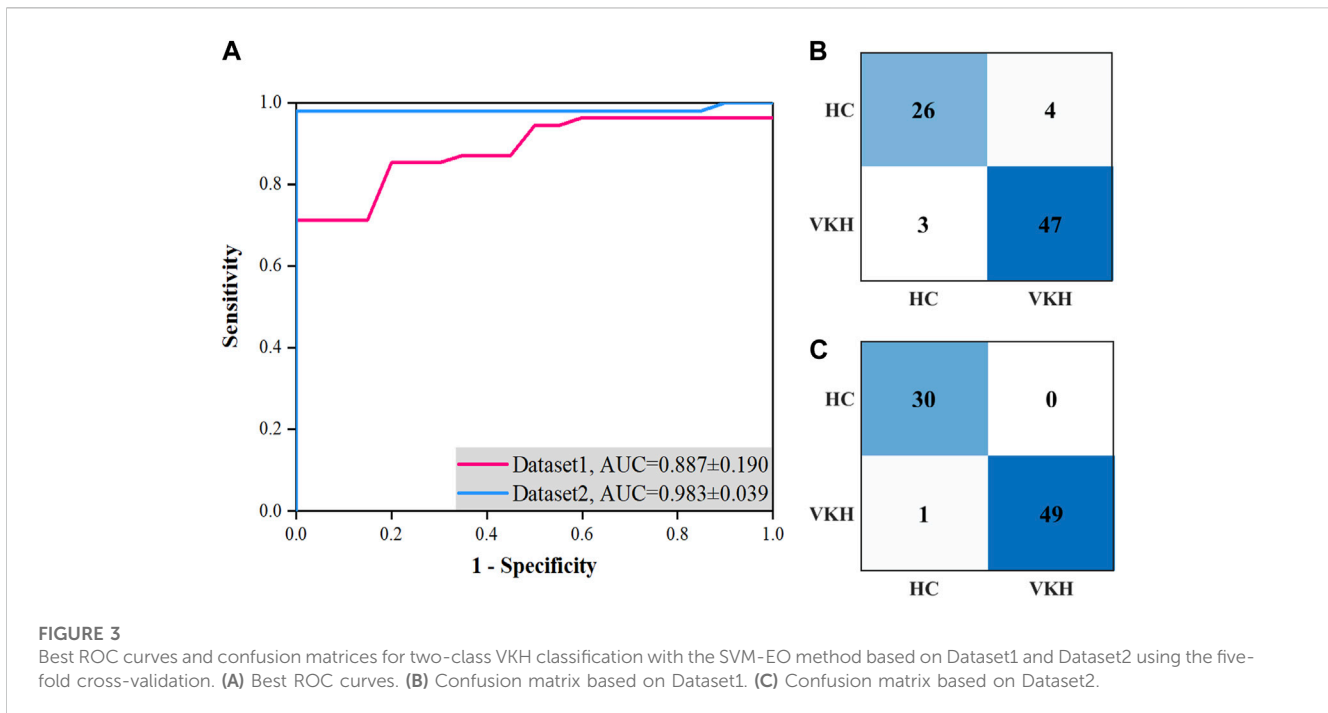 A
1.0
0.8
0.6
0.4
0.2
0.0
Sensitivity
0.0 0.2 0.4 0.6 0.8 1.0
1 - Specificity
Dataset1, AUC=0.887±0.190
Dataset2, AUC=0.983±0.039
B
HC 26 4
VKH 3 47
HC VKH
C
HC 30 0
VKH 1 49
HC VKH
FIGURE 3
Best ROC curves and confusion matrices for two-class VKH classification with the SVM-EO method based on Dataset1 and Dataset2 using the five-
fold cross-validation. (A) Best ROC curves. (B) Confusion matrix based on Dataset1. (C) Confusion matrix based on Dataset2.